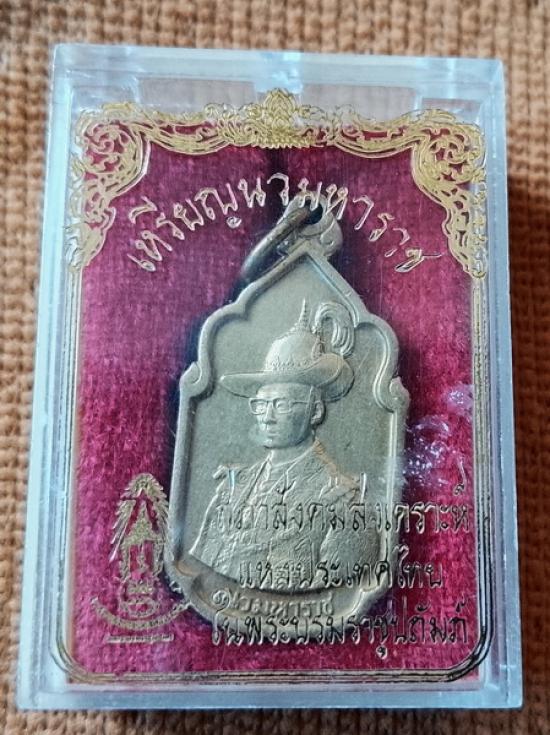 เหรียญนวมหาราช
สภาสังคมสงเคราะห์
แห่งประเทศไทย
ในพระบรมราชูปถัมภ์
นวมหาราช